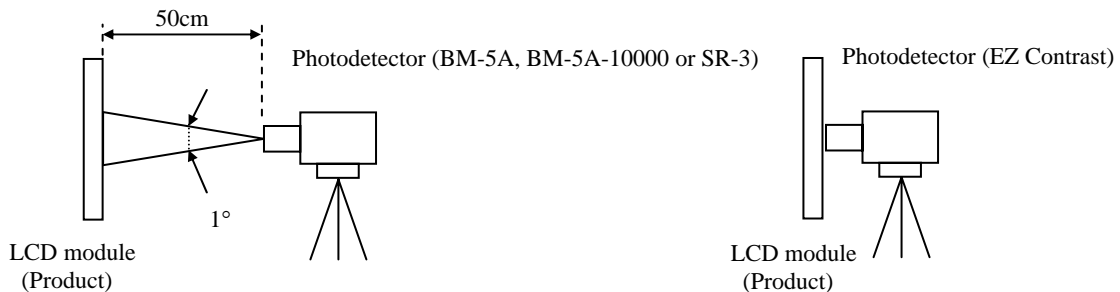 50cm
Photodetector (BM-5A, BM-5A-10000 or SR-3)
1°
LCD module
(Product)
Photodetector (EZ Contrast)
LCD module
(Product)